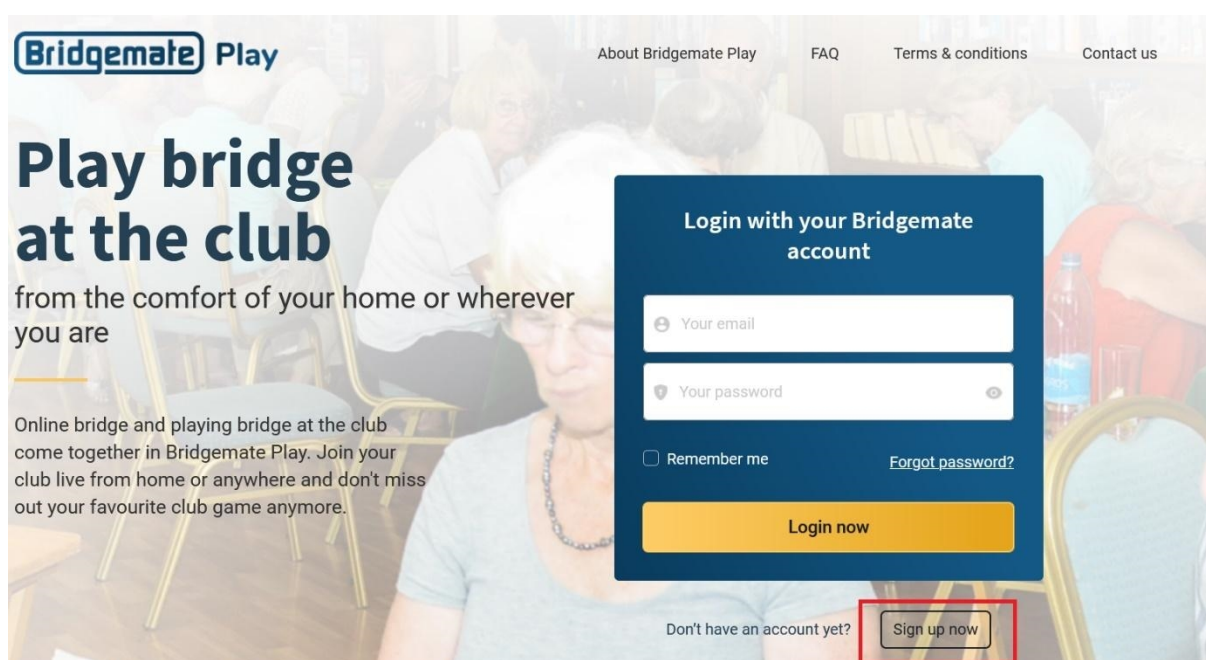 Bridgemate Play
About Bridgemate Play
FAQ
Terms & conditions
Contact us
Play bridge
at the club
from the comfort of your home or wherever
you are
Online bridge and playing bridge at the club
come together in Bridgemate Play. Join your
club live from home or anywhere and don't miss
out your favourite club game anymore.
Login with your Bridgemate
account
Your email
Your password
Remember me
Forgot password?
Login now
Don't have an account yet?
Sign up now